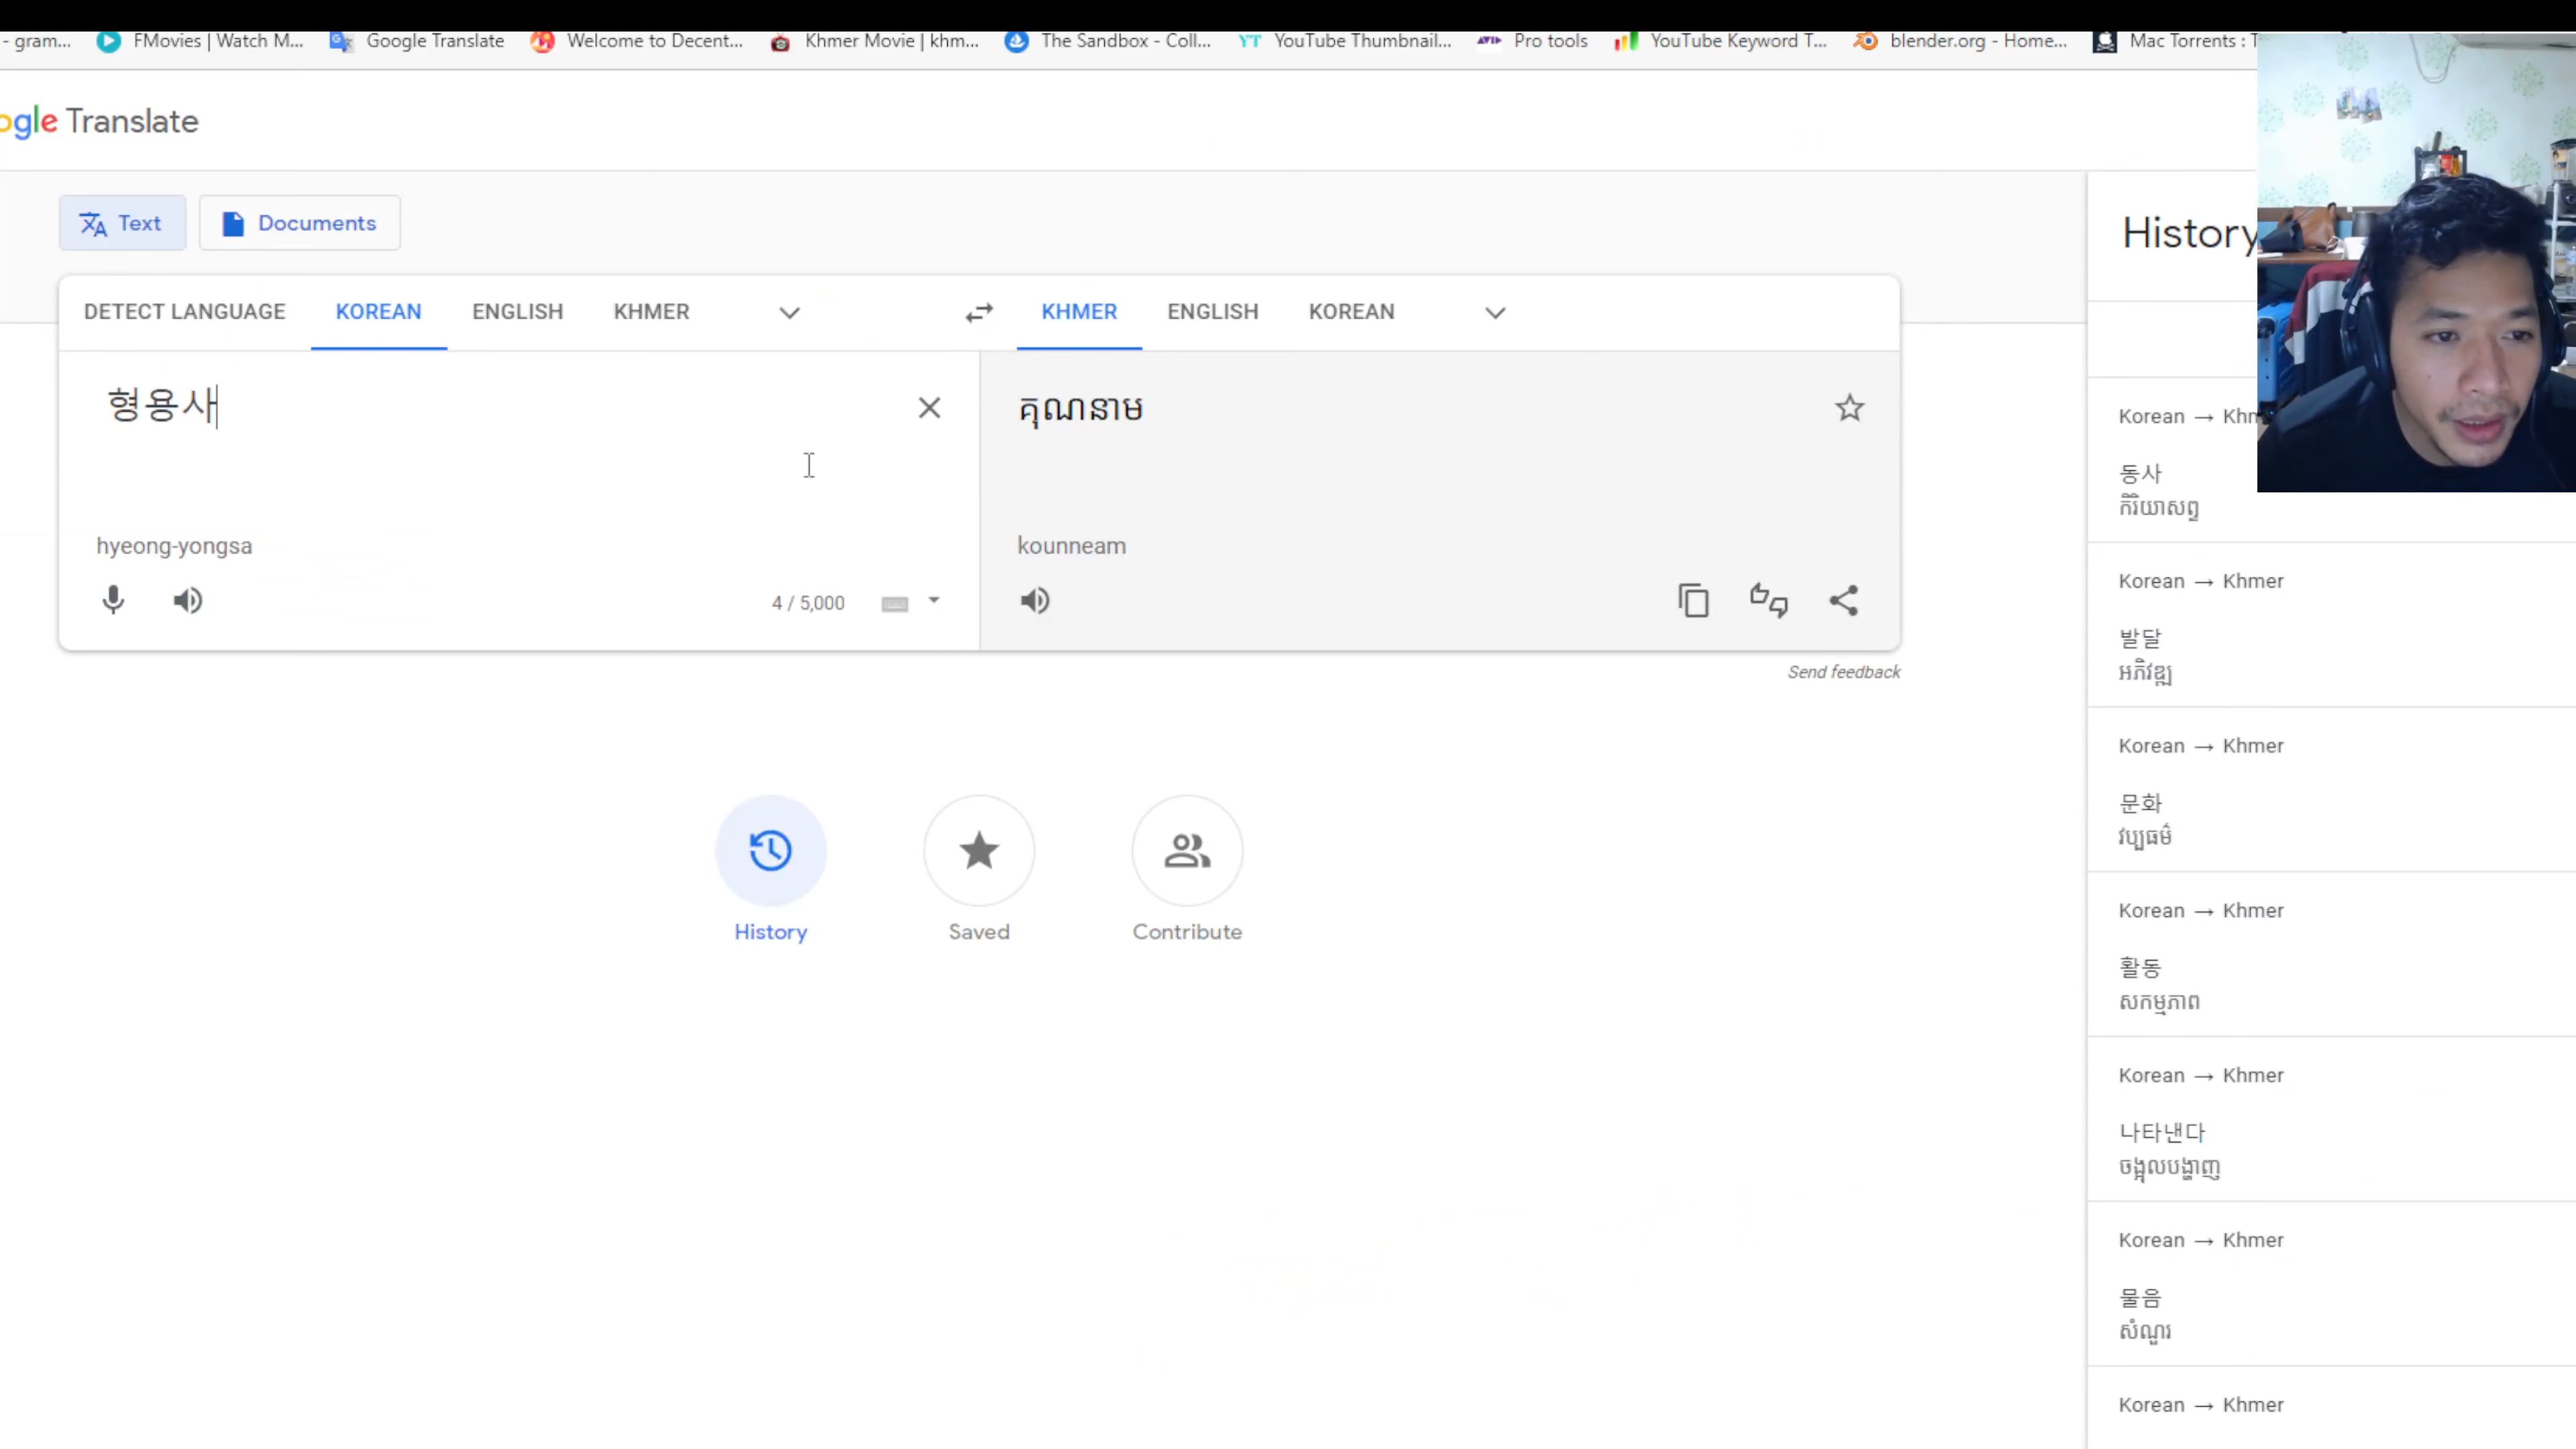 - gram...
FMovies | Watch M...
Google Translate
Welcome to Decent...
Khmer Movie | khm...
The Sandbox - Coll...
YT YouTube Thumbnail...
AVID Pro tools
YouTube Keyword T...
blender.org - Home...
Mac Torrents : T
ogle Translate
Text
Documents
History
DETECT LANGUAGE
KOREAN
ENGLISH
KHMER
KHMER
ENGLISH
KOREAN
형용사
គុណនាម
hyeong-yongsa
kounneam
4 / 5,000
Send feedback
History
Saved
Contribute
Korean → Khm
동사
កិរិយាសព្ទ
Korean → Khmer
발달
អភិវឌ្ឍ
Korean → Khmer
문화
វប្បធម៌
Korean → Khmer
활동
សកម្មភាព
Korean → Khmer
나타낸다
ចង្អុលបង្ហាញ
Korean → Khmer
물음
សំណួរ
Korean → Khmer